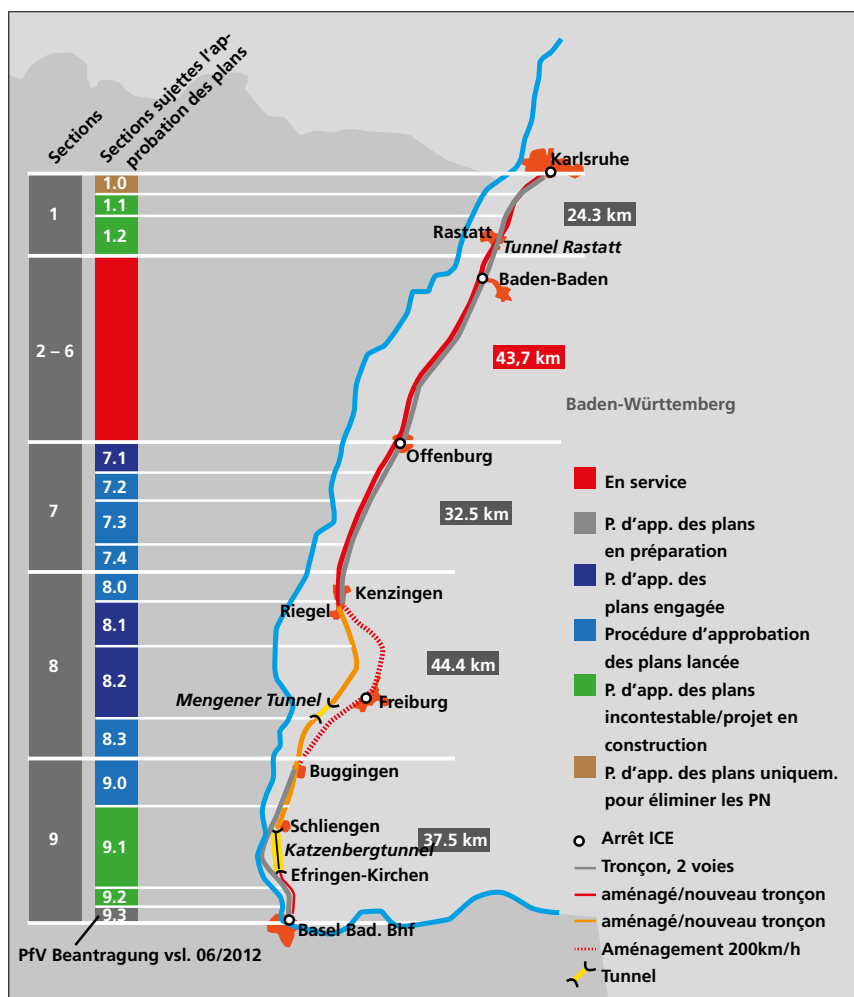 Sections
Sections sujettes l'ap-
probation des plans
1
1.0
1.1
1.2
2 – 6
7
7.1
7.2
7.3
7.4
8
8.0
8.1
8.2
8.3
9
9.0
9.1
9.2
9.3
PfV Beantragung vsl. 06/2012
Karlsruhe
24.3 km
Rastatt
Tunnel Rastatt
Baden-Baden
43,7 km
Baden-Württemberg
Offenburg
32.5 km
Kenzingen
Riegel
44.4 km
Mengener Tunnel
Freiburg
Buggingen
Schliengen
37.5 km
Katzenbergtunnel
Efringen-Kirchen
Basel Bad. Bhf
En service
P. d'app. des plans
en préparation
P. d'app. des
plans engagée
Procédure d'approbation
des plans lancée
P. d'app. des plans
incontestable/projet en
construction
P. d'app. des plans uniquem.
pour éliminer les PN
Arrêt ICE
Tronçon, 2 voies
aménagé/nouveau tronçon
aménagé/nouveau tronçon
Aménagement 200km/h
Tunnel